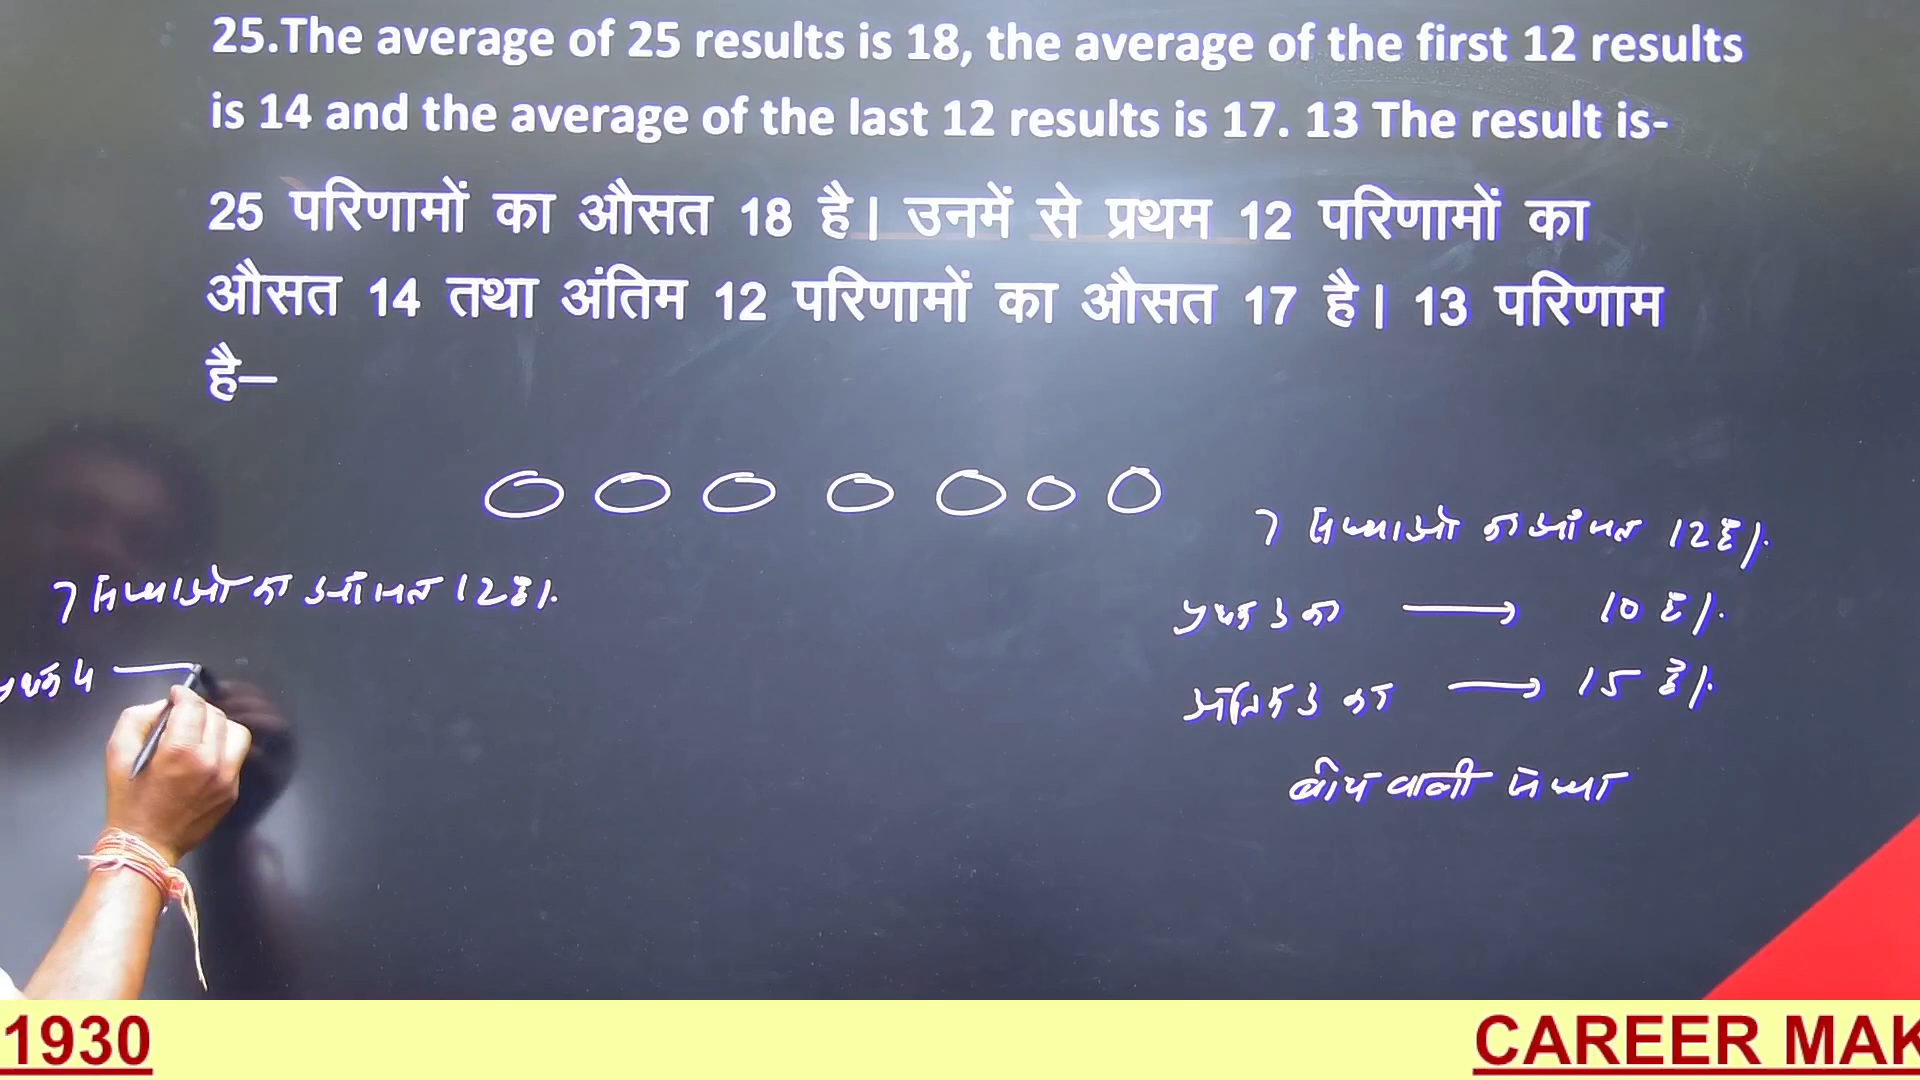 25.The average of 25 results is 18, the average of the first 12 results
is 14 and the average of the last 12 results is 17. 13 The result is-
25 परिणामों का औसत 18 है। उनमें से प्रथम 12 परिणामों का
औसत 14 तथा अंतिम 12 परिणामों का औसत 17 है। 13 परिणाम
है–
7 संख्याओ का औसत 12 है।
7 संख्याओ का औसत 12 है।
प्रथम 3 का → 10 है।
अंतिम 3 का → 15 है।
बीच वाली संख्या
1930
CAREER MAK